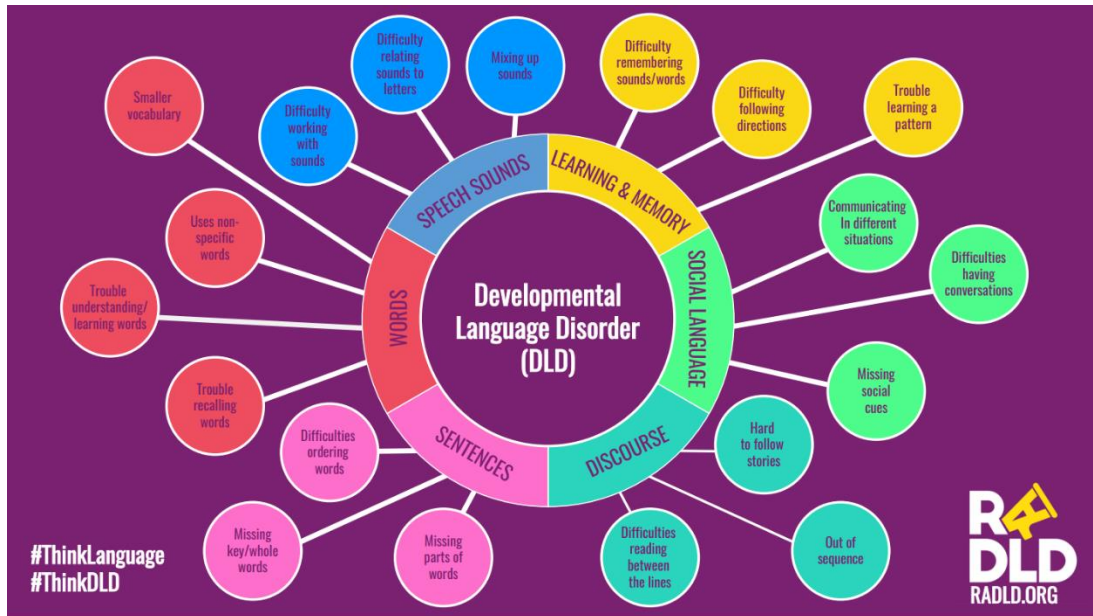 Developmental
Language Disorder
(DLD)
SPEECH SOUNDS
Difficulty
working
with
sounds
Difficulty
relating
sounds to
letters
Mixing up
sounds
LEARNING & MEMORY
Difficulty
remembering
sounds/words
Difficulty
following
directions
Trouble
learning a
pattern
SOCIAL LANGUAGE
Communicating
In different
situations
Difficulties
having
conversations
Missing
social
cues
DISCOURSE
Hard
to follow
stories
Out of
sequence
Difficulties
reading
between
the lines
SENTENCES
Missing
parts of
words
Missing
key/whole
words
Difficulties
ordering
words
WORDS
Trouble
recalling
words
Trouble
understanding/
learning words
Uses non-
specific
words
Smaller
vocabulary
#ThinkLanguage
#ThinkDLD
RA
DLD
RADLD.ORG